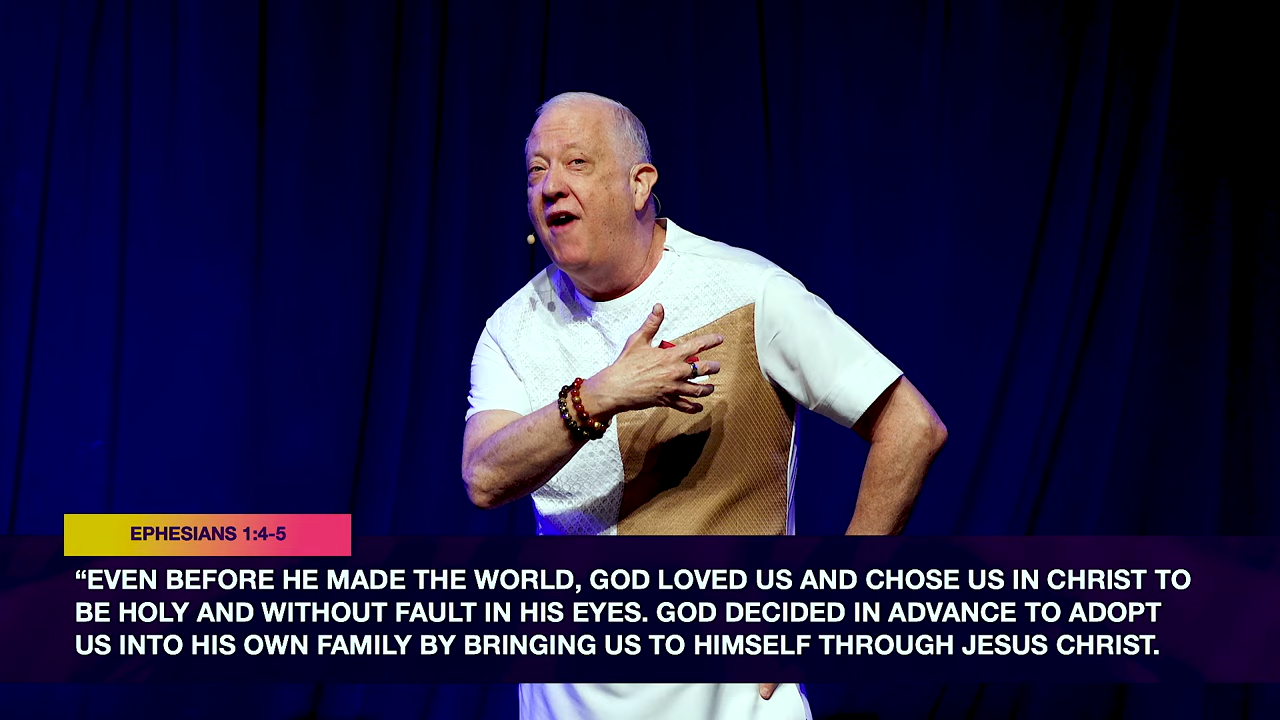 EPHESIANS 1:4-5
“EVEN BEFORE HE MADE THE WORLD, GOD LOVED US AND CHOSE US IN CHRIST TO
BE HOLY AND WITHOUT FAULT IN HIS EYES. GOD DECIDED IN ADVANCE TO ADOPT
US INTO HIS OWN FAMILY BY BRINGING US TO HIMSELF THROUGH JESUS CHRIST.